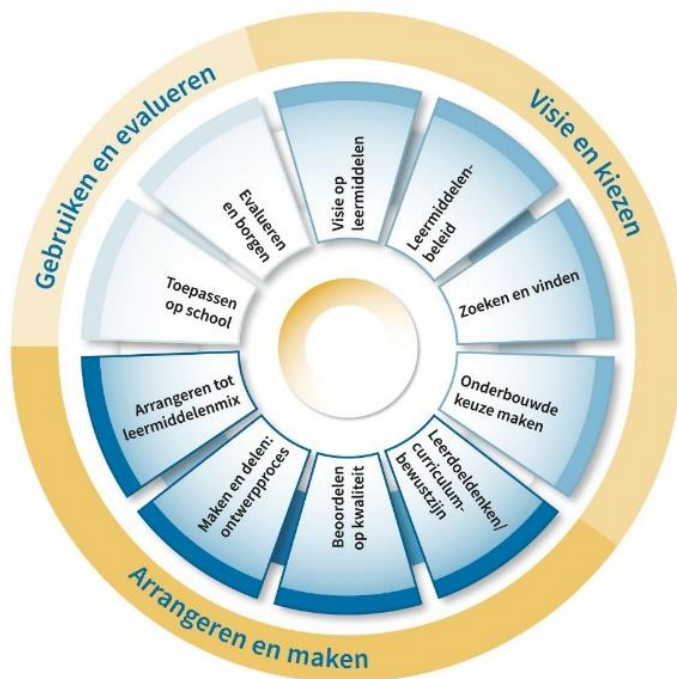 Visie en kiezen
Visie op
leermiddelen
Leermiddelen-
beleid
Zoeken en vinden
Onderbouwde
keuze maken
Arrangeren en maken
Leerdoeldenken/
curriculum-
bewustzijn
Beoordelen
op kwaliteit
Maken en delen:
ontwerpproces
Arrangeren tot
leermiddelenmix
Gebruiken en evalueren
Toepassen
op school
Evalueren
en borgen